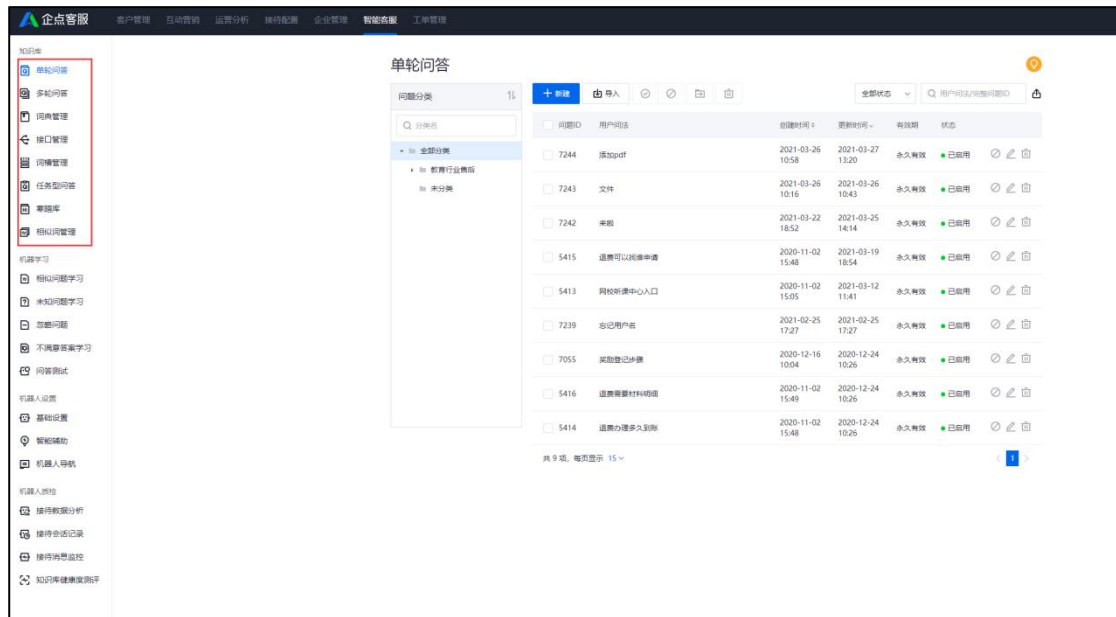 企点客服
客户管理 互动营销 运营分析 接待配置 企业管理 智能客服 工单管理
知识库
单轮问答
多轮问答
词典管理
接口管理
词槽管理
任务型问答
寒暄库
相似词管理
机器学习
相似问题学习
未知问题学习
忽略问题
不满意答案学习
问答测试
机器人设置
基础设置
智能辅助
机器人导航
机器人质检
接待数据分析
接待会话记录
接待消息监控
知识库健康度测评
单轮问答
问题分类
分类名
全部分类
教育行业售后
未分类
新建 导入 全部状态 用户问法/完整问题ID
问题ID 用户问法 创建时间 更新时间 有效期 状态
7244 添加pdf 2021-03-26 10:58 2021-03-27 13:20 永久有效 已启用
7243 文件 2021-03-26 10:16 2021-03-26 10:43 永久有效 已启用
7242 来啦 2021-03-22 18:52 2021-03-25 14:14 永久有效 已启用
5415 退费可以找谁申请 2020-11-02 15:48 2021-03-19 18:54 永久有效 已启用
5413 网校听课中心入口 2020-11-02 15:05 2021-03-12 11:41 永久有效 已启用
7239 忘记用户名 2021-02-25 17:27 2021-02-25 17:27 永久有效 已启用
7055 奖励登记步骤 2020-12-16 10:04 2020-12-24 10:26 永久有效 已启用
5416 退费需要材料明细 2020-11-02 15:49 2020-12-24 10:26 永久有效 已启用
5414 退费办理多久到账 2020-11-02 15:48 2020-12-24 10:26 永久有效 已启用
共 9 项，每页显示 15
1